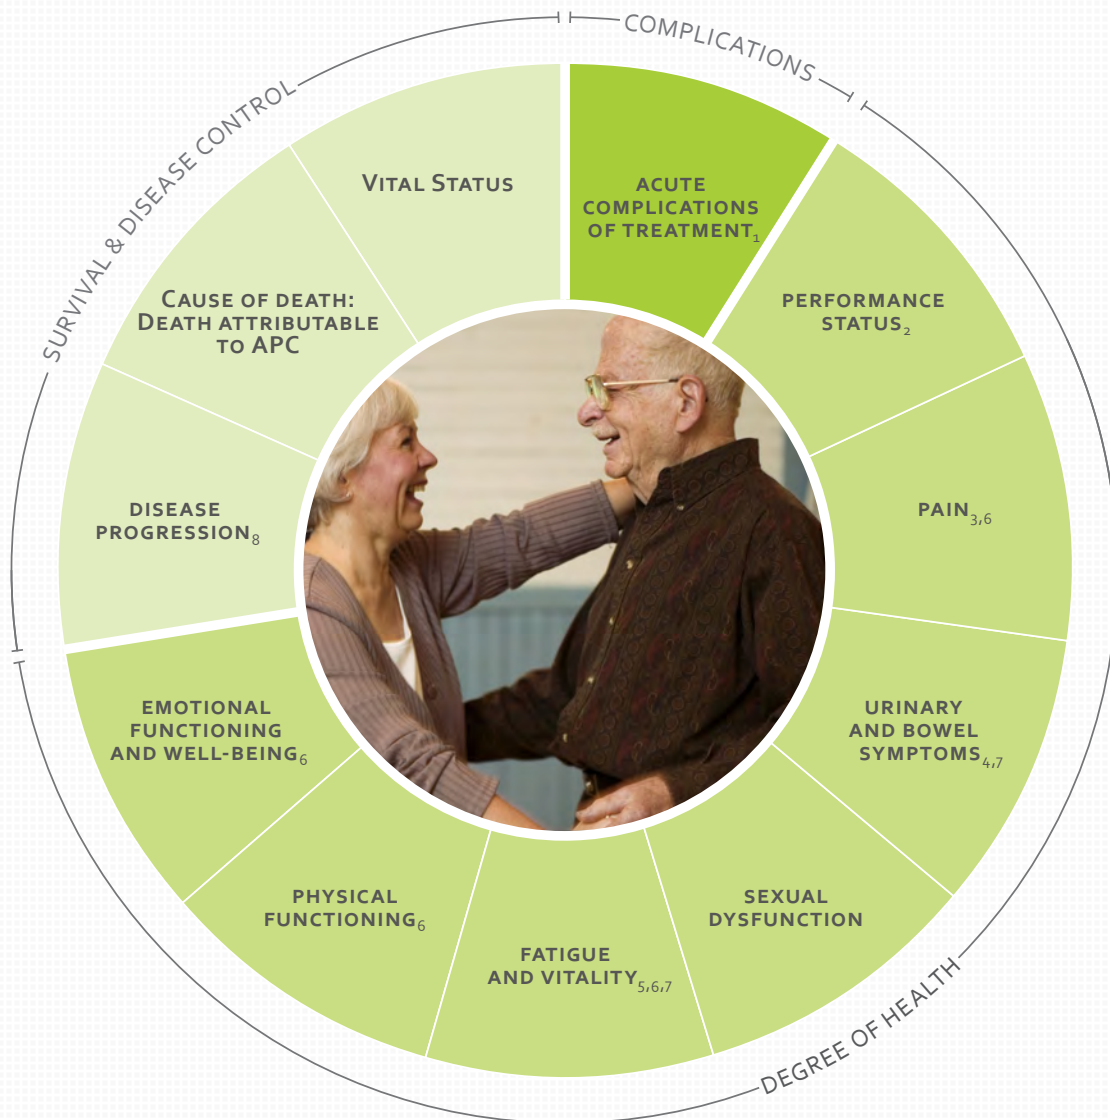 COMPLICATIONS
SURVIVAL & DISEASE CONTROL
VITAL STATUS
ACUTE
COMPLICATIONS
OF TREATMENT1
CAUSE OF DEATH:
DEATH ATTRIBUTABLE
TO APC
PERFORMANCE
STATUS2
DISEASE
PROGRESSION8
PAIN3,6
EMOTIONAL
FUNCTIONING
AND WELL-BEING6
URINARY
AND BOWEL
SYMPTOMS4,7
PHYSICAL
FUNCTIONING6
SEXUAL
DYSFUNCTION
FATIGUE
AND VITALITY5,6,7
DEGREE OF HEALTH